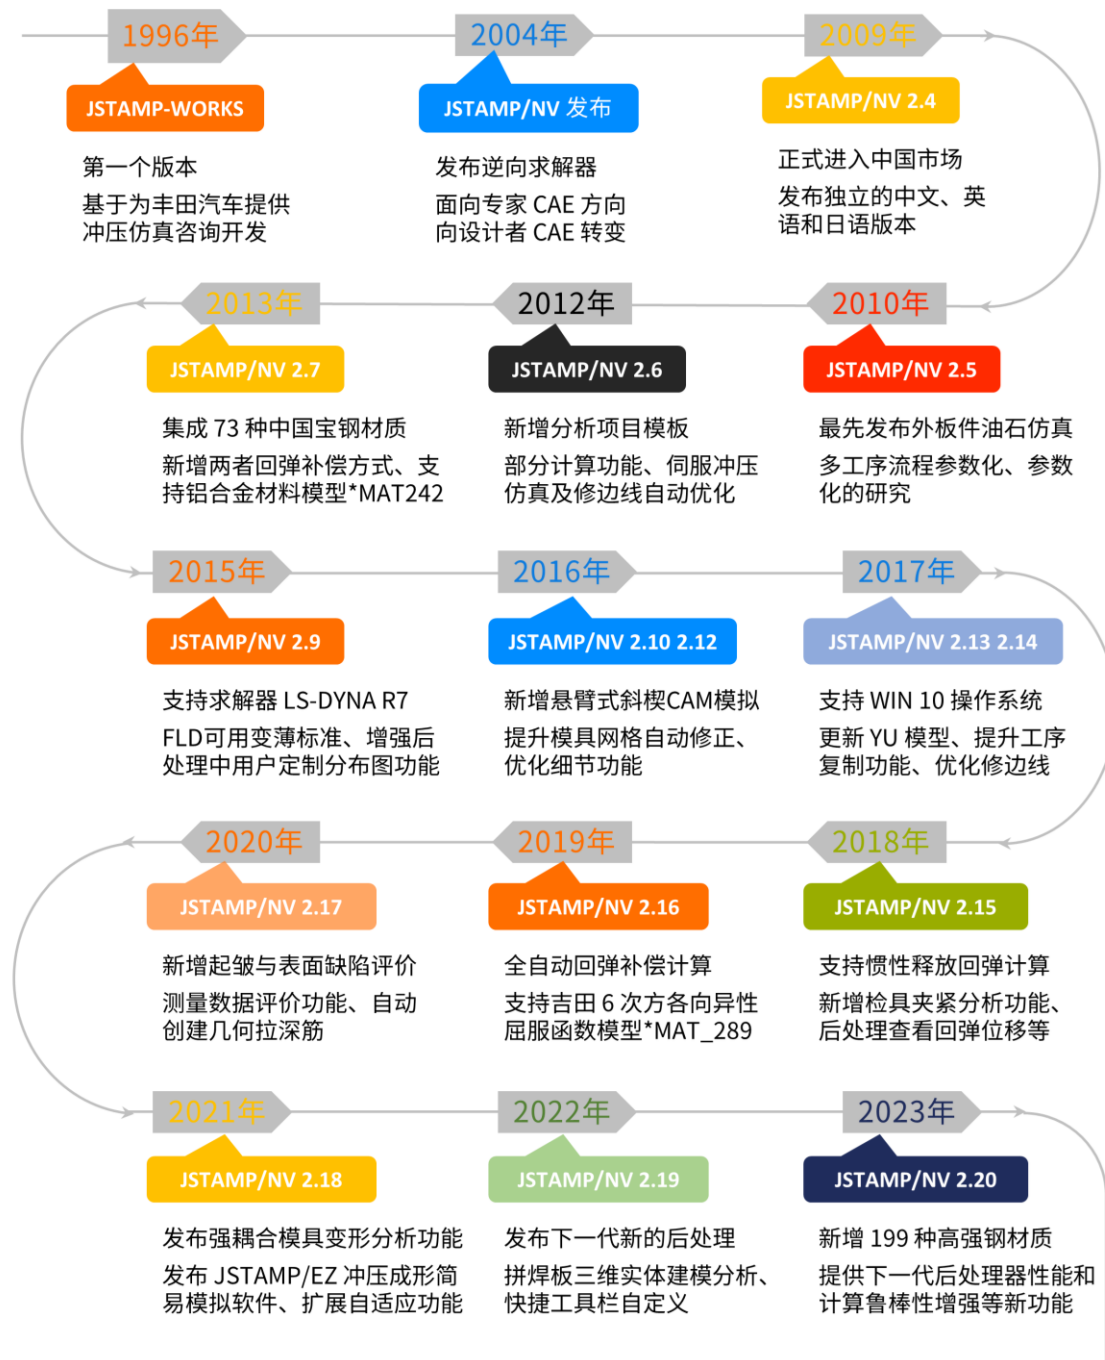 1996年
JSTAMP-WORKS
第一个版本
基于为丰田汽车提供
冲压仿真咨询开发
2004年
JSTAMP/NV 发布
发布逆向求解器
面向专家 CAE 方向
向设计者 CAE 转变
2009年
JSTAMP/NV 2.4
正式进入中国市场
发布独立的中文、英
语和日语版本
2010年
JSTAMP/NV 2.5
最先发布外板件油石仿真
多工序流程参数化、参数
化的研究
2012年
JSTAMP/NV 2.6
新增分析项目模板
部分计算功能、伺服冲压
仿真及修边线自动优化
2013年
JSTAMP/NV 2.7
集成 73 种中国宝钢材质
新增两者回弹补偿方式、支
持铝合金材料模型*MAT242
2015年
JSTAMP/NV 2.9
支持求解器 LS-DYNA R7
FLD可用变薄标准、增强后
处理中用户定制分布图功能
2016年
JSTAMP/NV 2.10 2.12
新增悬臂式斜楔CAM模拟
提升模具网格自动修正、
优化细节功能
2017年
JSTAMP/NV 2.13 2.14
支持 WIN 10 操作系统
更新 YU 模型、提升工序
复制功能、优化修边线
2018年
JSTAMP/NV 2.15
支持惯性释放回弹计算
新增检具夹紧分析功能、
后处理查看回弹位移等
2019年
JSTAMP/NV 2.16
全自动回弹补偿计算
支持吉田 6 次方各向异性
屈服函数模型*MAT_289
2020年
JSTAMP/NV 2.17
新增起皱与表面缺陷评价
测量数据评价功能、自动
创建几何拉深筋
2021年
JSTAMP/NV 2.18
发布强耦合模具变形分析功能
发布 JSTAMP/EZ 冲压成形简
易模拟软件、扩展自适应功能
2022年
JSTAMP/NV 2.19
发布下一代新的后处理
拼焊板三维实体建模分析、
快捷工具栏自定义
2023年
JSTAMP/NV 2.20
新增 199 种高强钢材质
提供下一代后处理器性能和
计算鲁棒性增强等新功能